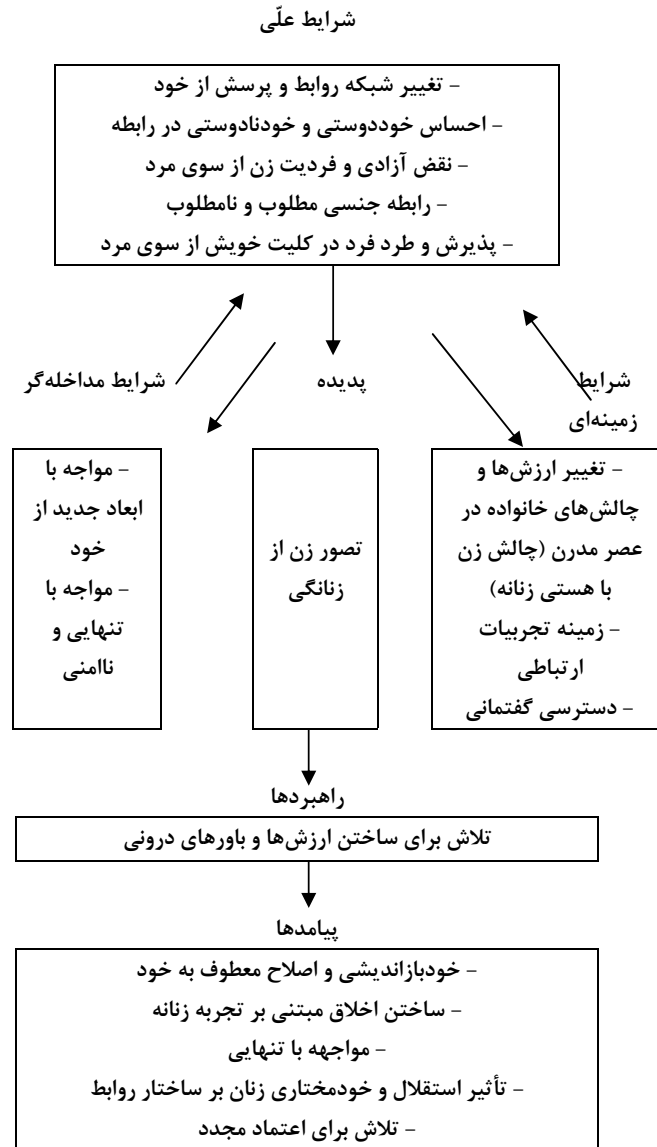 شرایط علّی
- تغییر شبکه روابط و پرسش از خود
- احساس خوددوستی و خودنادوستی در رابطه
- نقض آزادی و فردیت زن از سوی مرد
- رابطه جنسی مطلوب و نامطلوب
- پذیرش و طرد فرد در کلیت خویش از سوی مرد
شرایط
زمینه‌ای
پدیده
شرایط مداخله‌گر
- تغییر ارزش‌ها و
چالش‌های خانواده در
عصر مدرن (چالش زن
با هستی زنانه)
- زمینه تجربیات
ارتباطی
- دسترسی گفتمانی
تصور زن از
زنانگی
- مواجه با
ابعاد جدید از
خود
- مواجه با
تنهایی و
ناامنی
راهبردها
تلاش برای ساختن ارزش‌ها و باورهای درونی
پیامدها
- خودبازاندیشی و اصلاح معطوف به خود
- ساختن اخلاق مبتنی بر تجربه زنانه
- مواجهه با تنهایی
- تأثیر استقلال و خودمختاری زنان بر ساختار روابط
- تلاش برای اعتماد مجدد